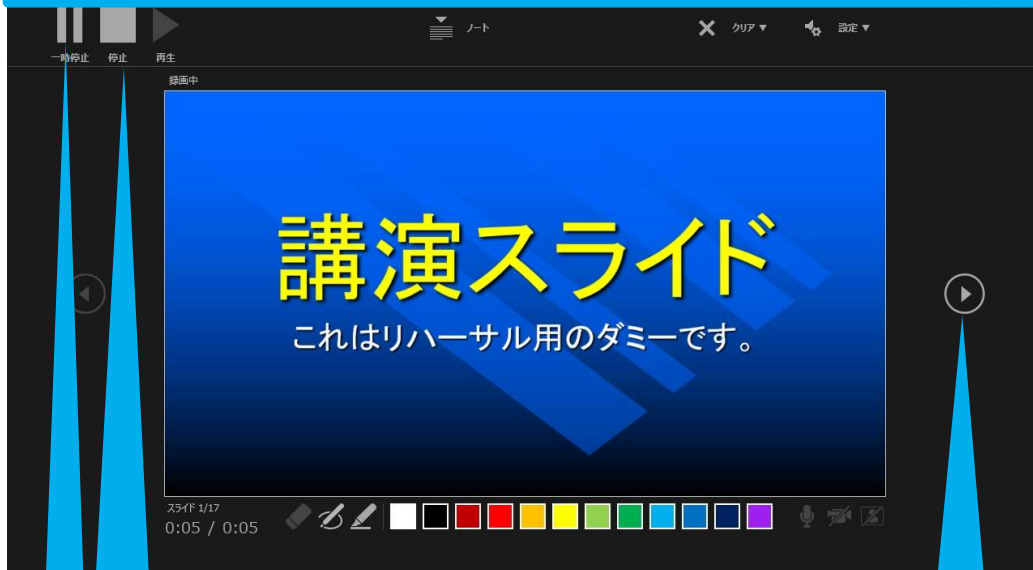 ノート
クリア
設定
一時停止 停止 再生
録画中
講演スライド
これはリハーサル用のダミーです。
スライド 1/17
0:05 / 0:05